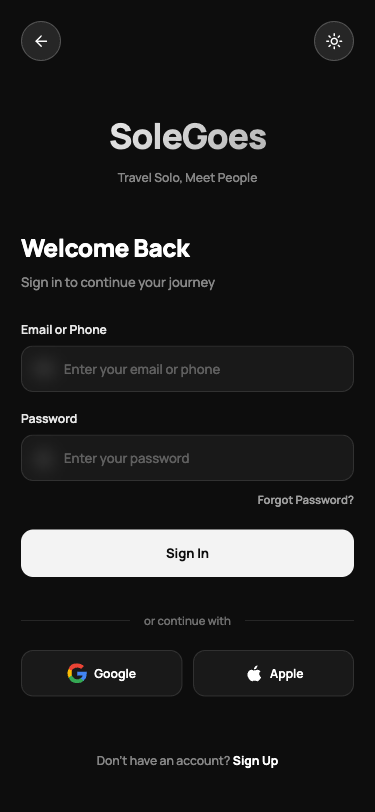 SoleGoes
Travel Solo, Meet People
Welcome Back
Sign in to continue your journey
Email or Phone
Enter your email or phone
Password
Enter your password
Forgot Password?
Sign In
or continue with
Google
Apple
Don't have an account? Sign Up